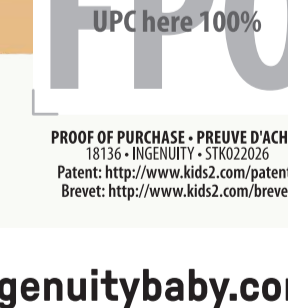 FPO
UPC here 100%
PROOF OF PURCHASE • PREUVE D'ACH
18136 • INGENUITY • STK022026
Patent: http://www.kids2.com/patent
Brevet: http://www.kids2.com/breve
genuitybaby.co